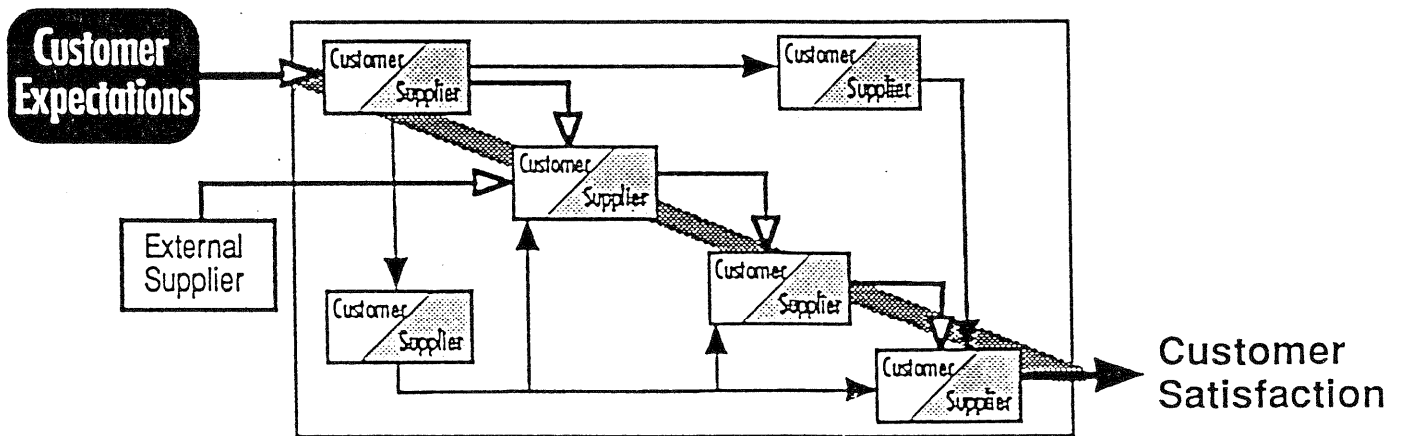 Customer
Expectations
Customer
Supplier
Customer
Supplier
Customer
Supplier
External
Supplier
Customer
Supplier
Customer
Supplier
Customer
Supplier
Customer
Satisfaction